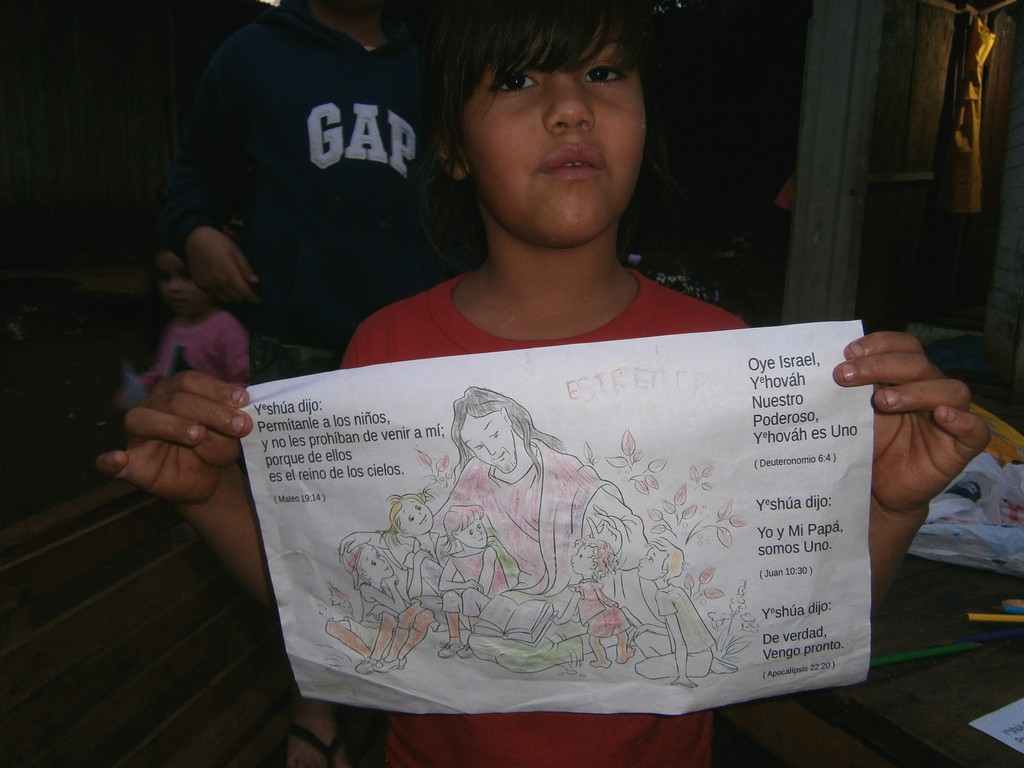 GAP
Yeshúa dijo:
Permítanle a los niños,
y no les prohíban de venir a mí;
porque de ellos
es el reino de los cielos.
( Mateo 19:14 )
Oye Israel,
Yehováh
Nuestro
Poderoso,
Yehováh es Uno
( Deuteronomio 6:4 )
Yeshúa dijo:
Yo y Mi Papá,
somos Uno.
( Juan 10:30 )
Yeshúa dijo:
De verdad,
Vengo pronto.
( Apocalipsis 22:20 )